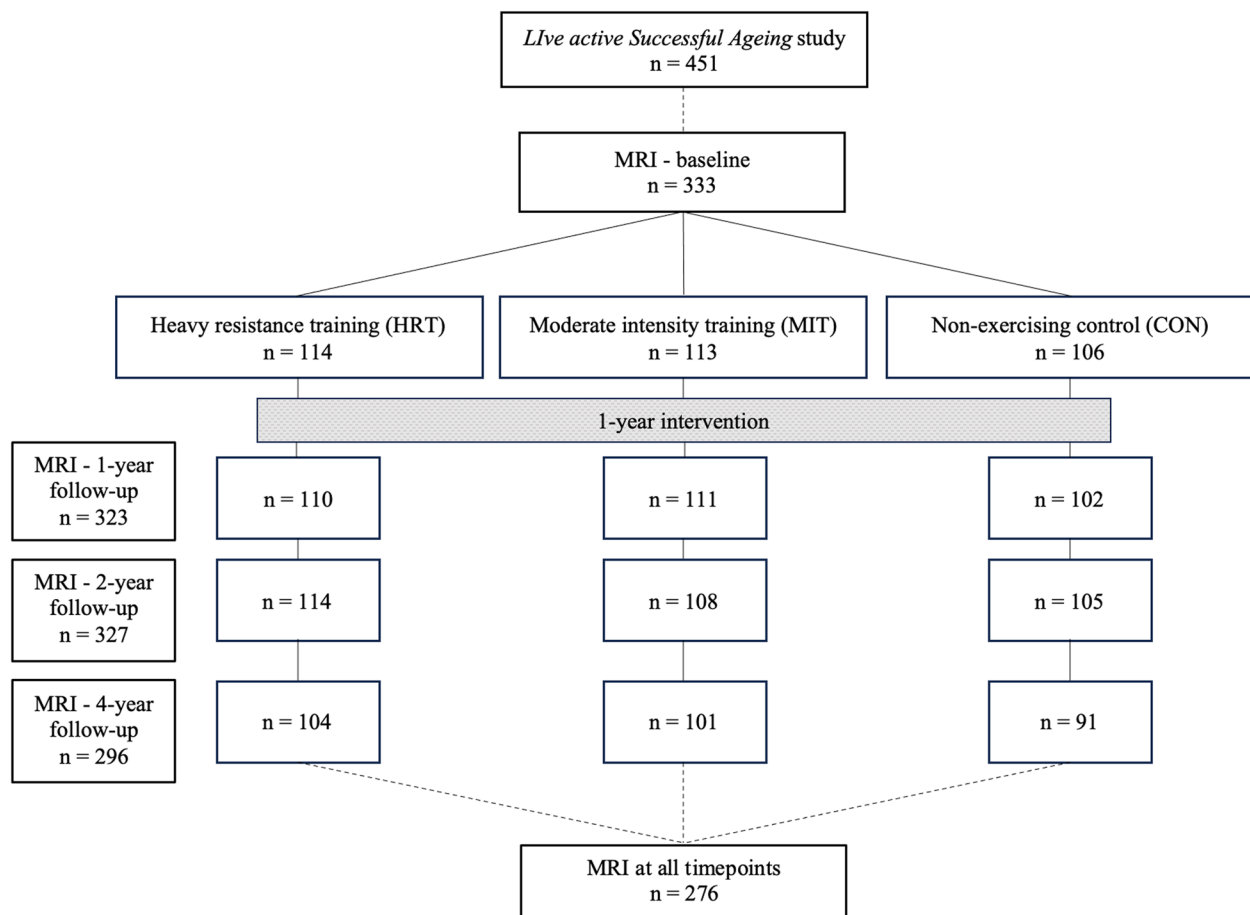 LIve active Successful Ageing study
n = 451
MRI - baseline
n = 333
Heavy resistance training (HRT)
n = 114
Moderate intensity training (MIT)
n = 113
Non-exercising control (CON)
n = 106
1-year intervention
MRI - 1-year
follow-up
n = 323
n = 110
n = 111
n = 102
MRI - 2-year
follow-up
n = 327
n = 114
n = 108
n = 105
MRI - 4-year
follow-up
n = 296
n = 104
n = 101
n = 91
MRI at all timepoints
n = 276